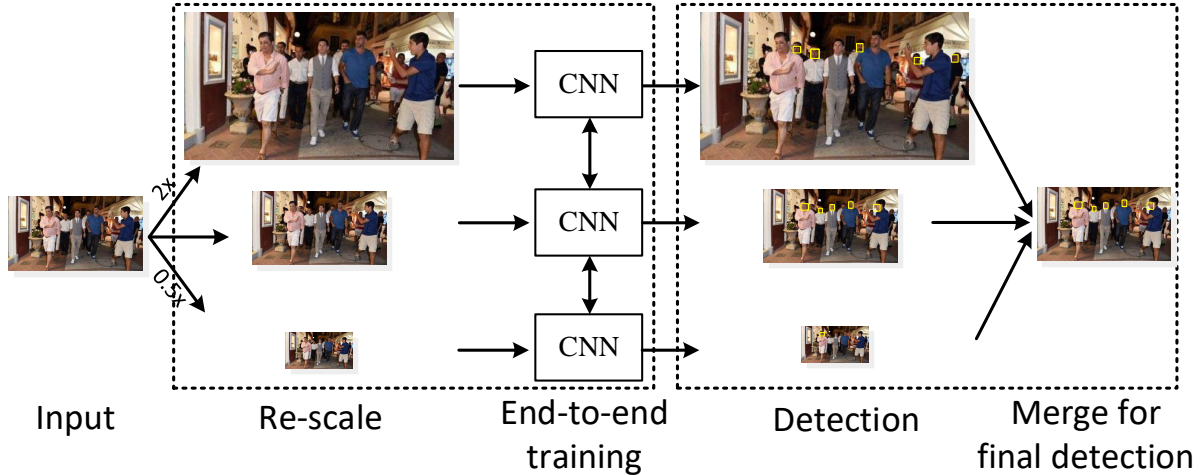 CNN
2x
CNN
0.5x
CNN
Input
Re-scale
End-to-end
training
Detection
Merge for
final detection